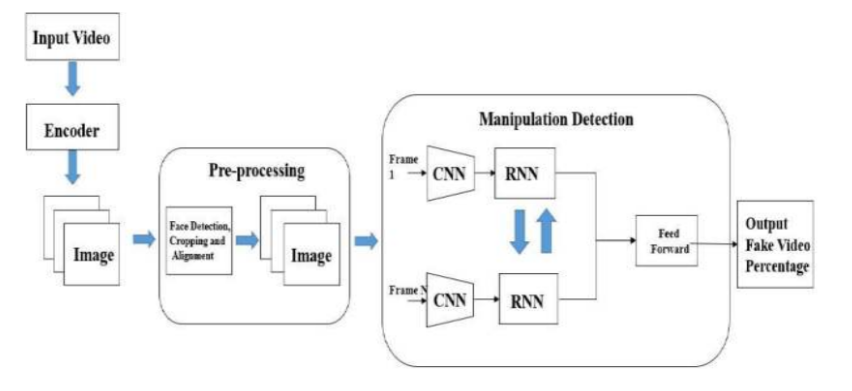 Input Video
Encoder
Image
Pre-processing
Face Detection,
Cropping and
Alignment
Image
Manipulation Detection
Frame
1
CNN
RNN
Frame N
CNN
RNN
Feed
Forward
Output
Fake Video
Percentage